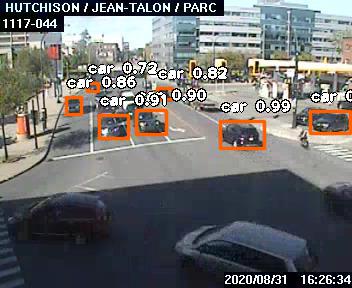 HUTCHISON / JEAN-TALON / PARC
1117-044
car 0.72
car 0.82
car 0.86
car 0.91
0.90
car 0.99
car 0
2020/08/31 16:26:34